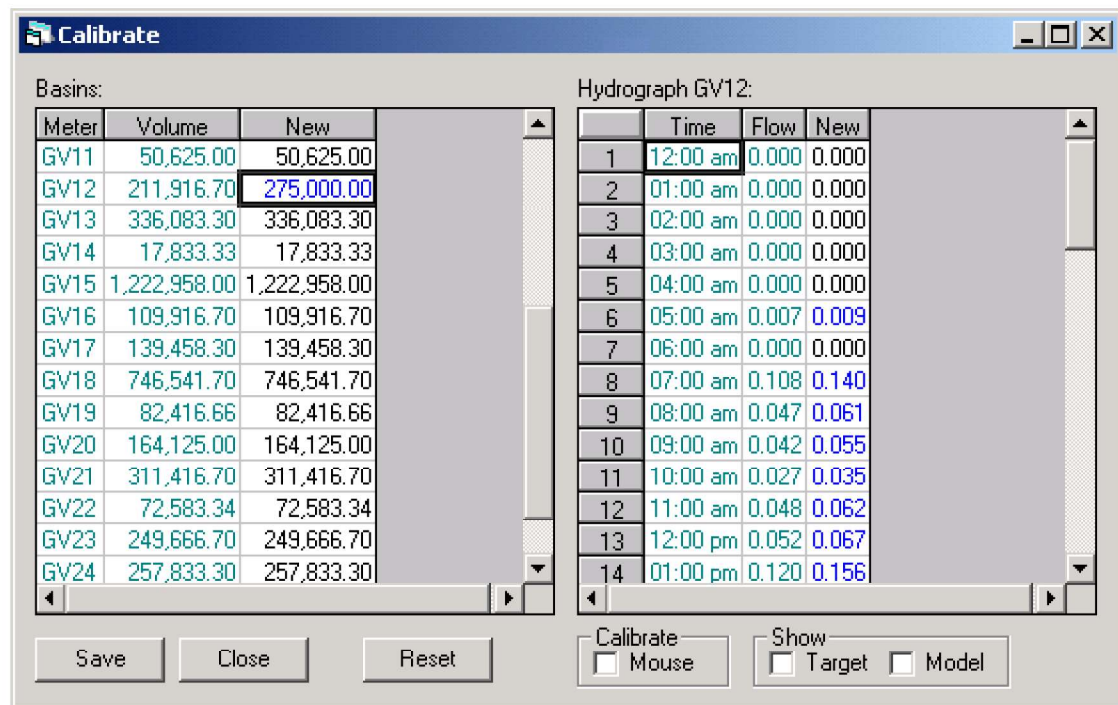 Calibrate
Basins:
Meter Volume New
GV11 50,625.00 50,625.00
GV12 211,916.70 275,000.00
GV13 336,083.30 336,083.30
GV14 17,833.33 17,833.33
GV15 1,222,958.00 1,222,958.00
GV16 109,916.70 109,916.70
GV17 139,458.30 139,458.30
GV18 746,541.70 746,541.70
GV19 82,416.66 82,416.66
GV20 164,125.00 164,125.00
GV21 311,416.70 311,416.70
GV22 72,583.34 72,583.34
GV23 249,666.70 249,666.70
GV24 257,833.30 257,833.30
Hydrograph GV12:
Time Flow New
1 12:00 am 0.000 0.000
2 01:00 am 0.000 0.000
3 02:00 am 0.000 0.000
4 03:00 am 0.000 0.000
5 04:00 am 0.000 0.000
6 05:00 am 0.007 0.009
7 06:00 am 0.000 0.000
8 07:00 am 0.108 0.140
9 08:00 am 0.047 0.061
10 09:00 am 0.042 0.055
11 10:00 am 0.027 0.035
12 11:00 am 0.048 0.062
13 12:00 pm 0.052 0.067
14 01:00 pm 0.120 0.156
Save Close Reset
Calibrate
Mouse
Show
Target Model